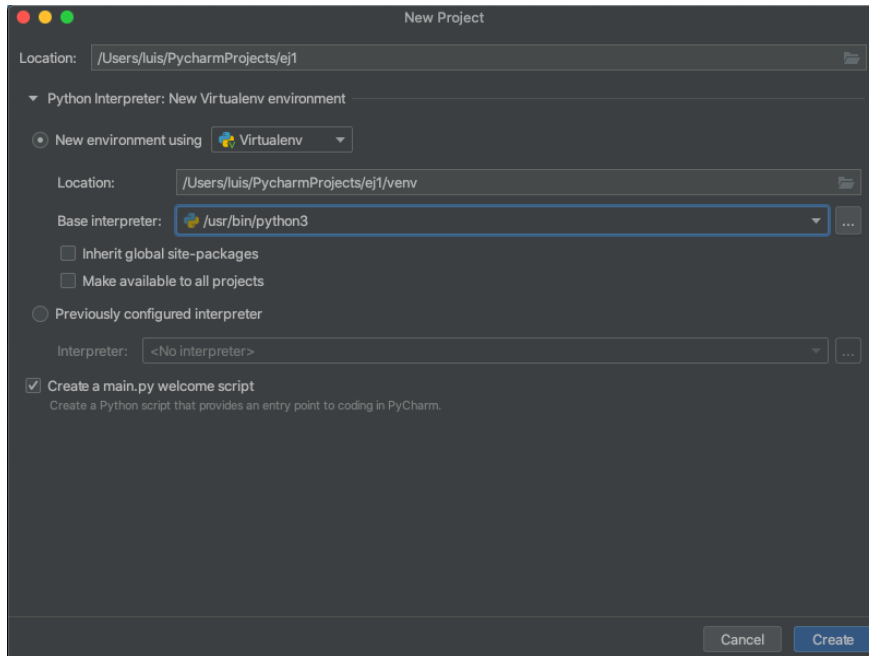 New Project
Location: /Users/luis/PycharmProjects/ej1
Python Interpreter: New Virtualenv environment
New environment using Virtualenv
Location: /Users/luis/PycharmProjects/ej1/venv
Base interpreter: /usr/bin/python3 ...
Inherit global site-packages
Make available to all projects
Previously configured interpreter
Interpreter: <No interpreter> ...
Create a main.py welcome script
Create a Python script that provides an entry point to coding in PyCharm.
Cancel Create